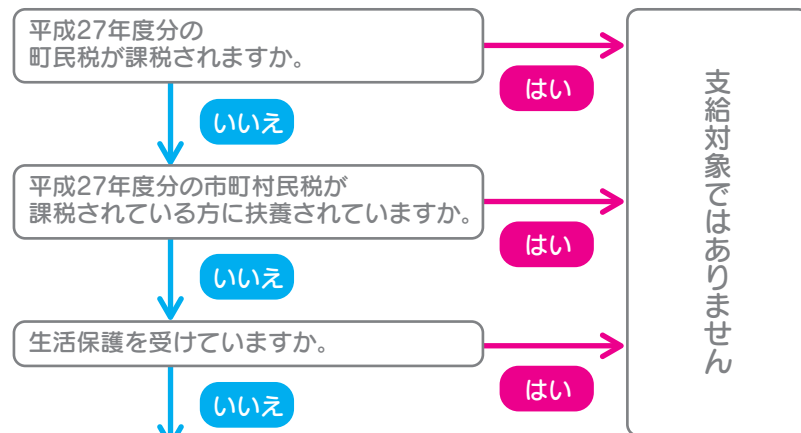 平成27年度分の
町民税が課税されますか。
はい
いいえ
平成27年度分の市町村民税が
課税されている方に扶養されていますか。
はい
いいえ
生活保護を受けていますか。
はい
いいえ
支給対象ではありません